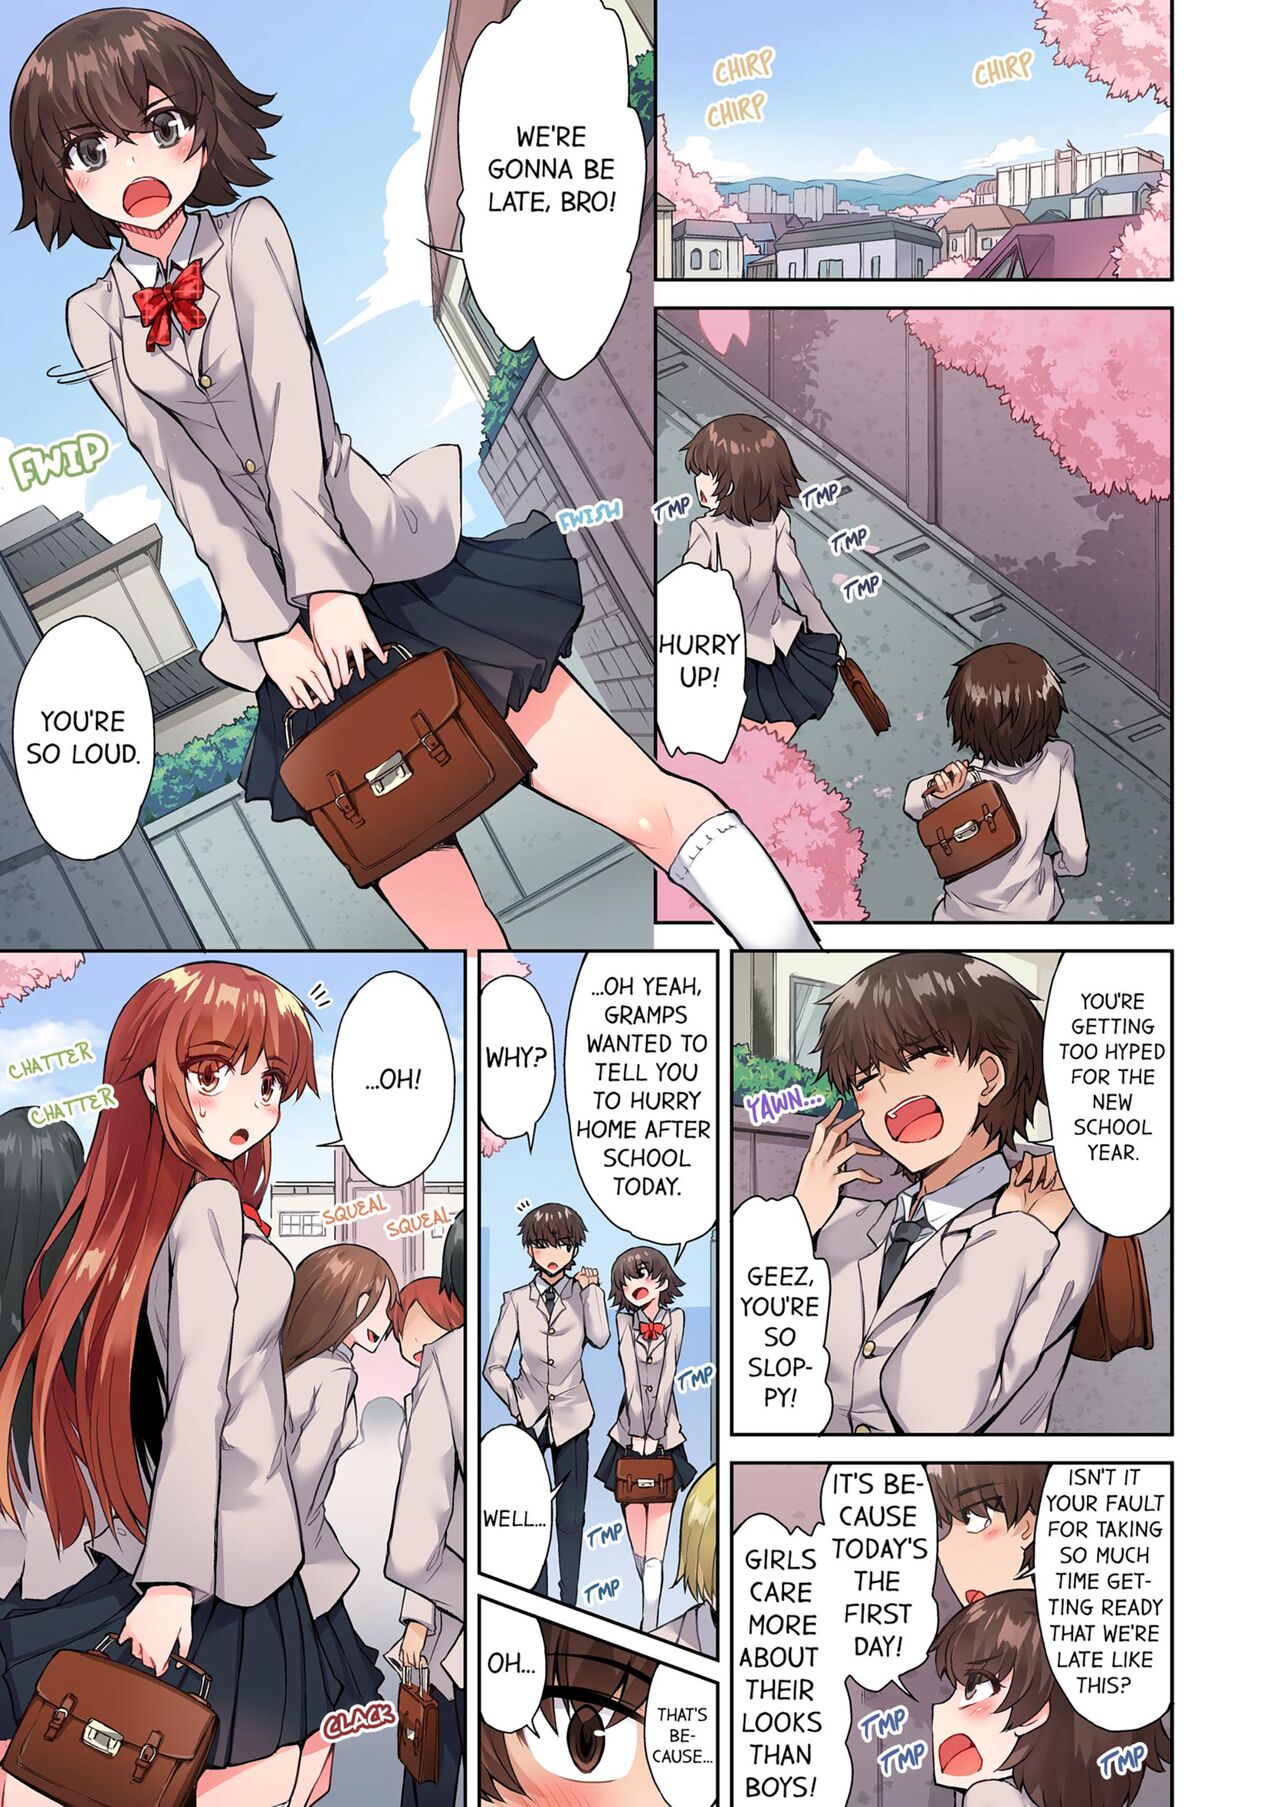 CHIRP
CHIRP
CHIRP
TMP
TMP
TMP
TMP
HURRY
UP!
WE'RE
GONNA BE
LATE, BRO!
FWIP
FWISH
YOU'RE
SO LOUD.
YOU'RE
GETTING
TOO HYPED
FOR THE
NEW
SCHOOL
YEAR.
YAWN...
GEEZ,
YOU'RE
SO
SLOP-
PY!
ISN'T IT
YOUR FAULT
FOR TAKING
SO MUCH
TIME GET-
TING READY
THAT WE'RE
LATE LIKE
THIS?
IT'S BE-
CAUSE
TODAY'S
THE
FIRST
DAY!
GIRLS
CARE
MORE
ABOUT
THEIR
LOOKS
THAN
BOYS!
TMP
TMP
TMP
...OH YEAH,
GRAMPS
WANTED TO
TELL YOU
TO HURRY
HOME AFTER
SCHOOL
TODAY.
WHY?
TMP
WELL...
TMP
TMP
THAT'S
BE-
CAUSE...
OH...
...OH!
CHATTER
CHATTER
SQUEAL
SQUEAL
CLACK